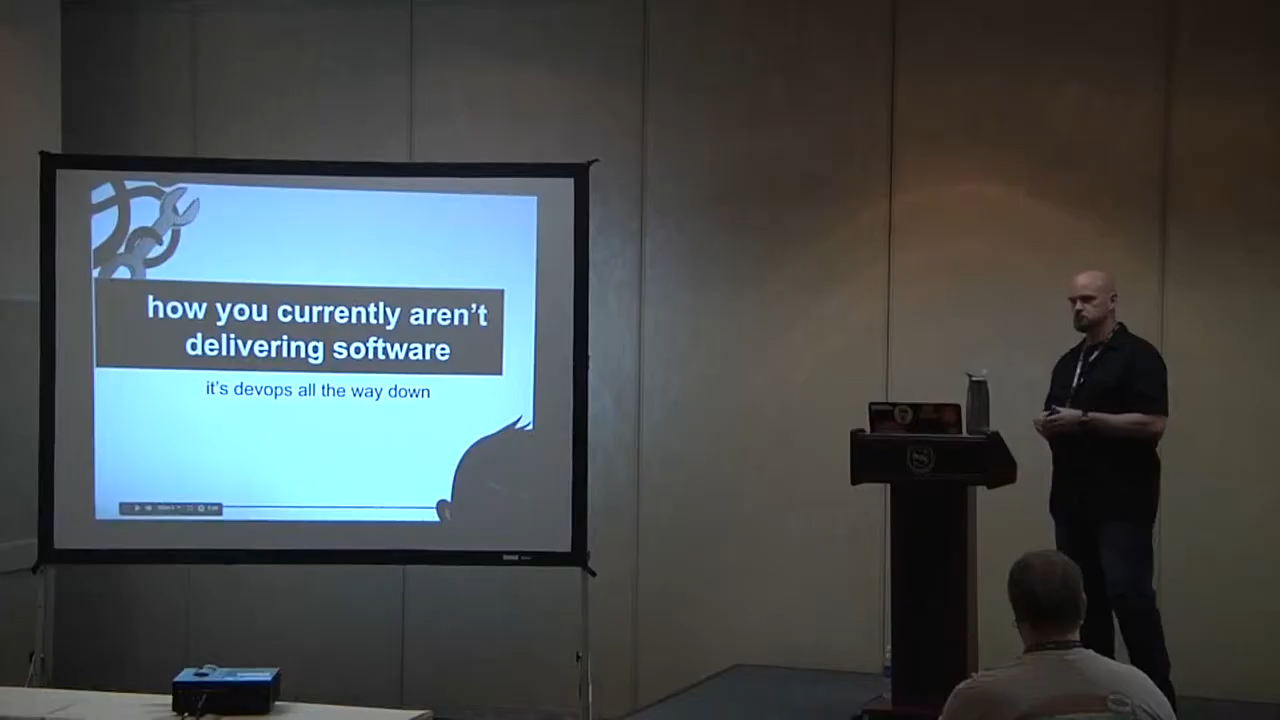 how you currently aren't
delivering software
it's devops all the way down
S